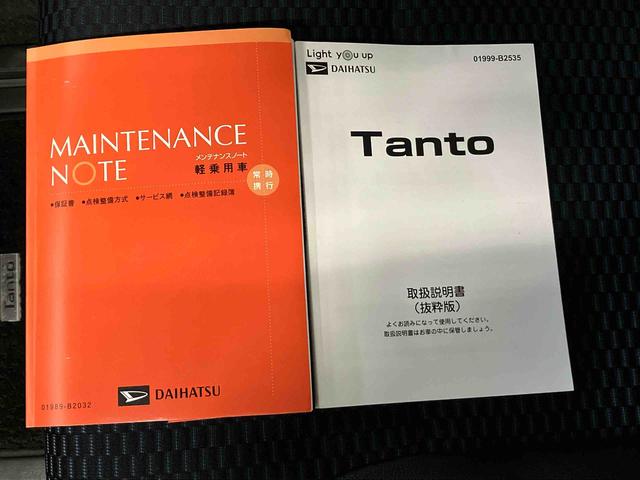 MAINTENANCE
NOTE
メンテナンスノート
軽乗用車
常時
携行
●保証書 ●点検整備方式 ●サービス網 ●点検整備記録簿
DAIHATSU
01989-B2032
Light you up
DAIHATSU
01999-B2535
Tanto
取扱説明書
（抜粋版）
よくお読みになって使用してください。
取扱説明書はお車の中に保管しましょう。
Tanto